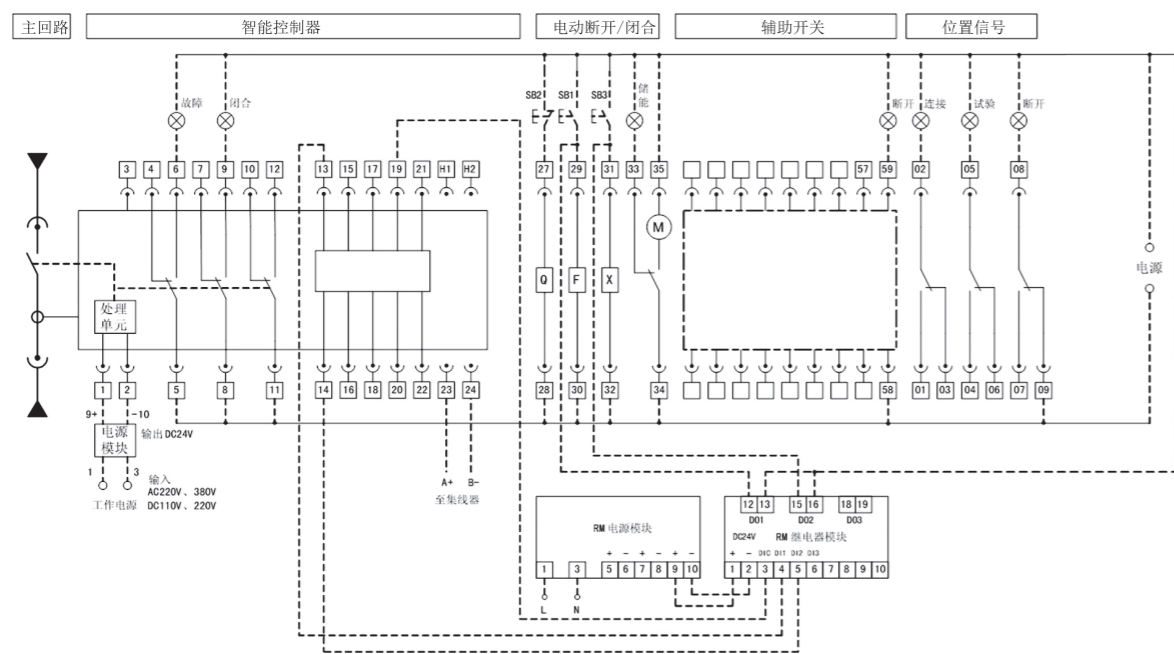 主回路 智能控制器 电动断开/闭合 辅助开关 位置信号
故障 闭合 SB2 SB1 SB3 储能 断开 连接 试验 断开
3 4 6 7 9 10 12 13 15 17 19 21 H1 H2 27 29 31 33 35 57 59 02 05 08
M
Q F X
电源
处理
单元
1 2 5 8 11 14 16 18 20 22 23 24 28 30 32 34 58 01 03 04 06 07 09
9+ -10
电源
模块
输出DC24V
1 3
输入
AC220V、380V
工作电源 DC110V、220V
A+ B-
至集线器
12 13 15 16 18 19
DO1 DO2 DO3
RM 电源模块
DC24V RM 继电器模块
+ - + - + -
+ - DIC DI1 DI2 DI3
1 3 5 6 7 8 9 10
1 2 3 4 5 6 7 8 9 10
L N